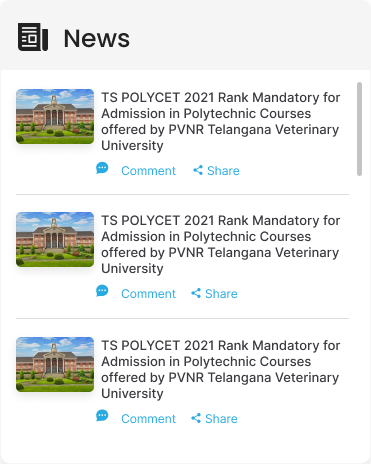 News
TS POLYCET 2021 Rank Mandatory for
Admission in Polytechnic Courses
offered by PVNR Telangana Veterinary
University
Comment Share
TS POLYCET 2021 Rank Mandatory for
Admission in Polytechnic Courses
offered by PVNR Telangana Veterinary
University
Comment Share
TS POLYCET 2021 Rank Mandatory for
Admission in Polytechnic Courses
offered by PVNR Telangana Veterinary
University
Comment Share